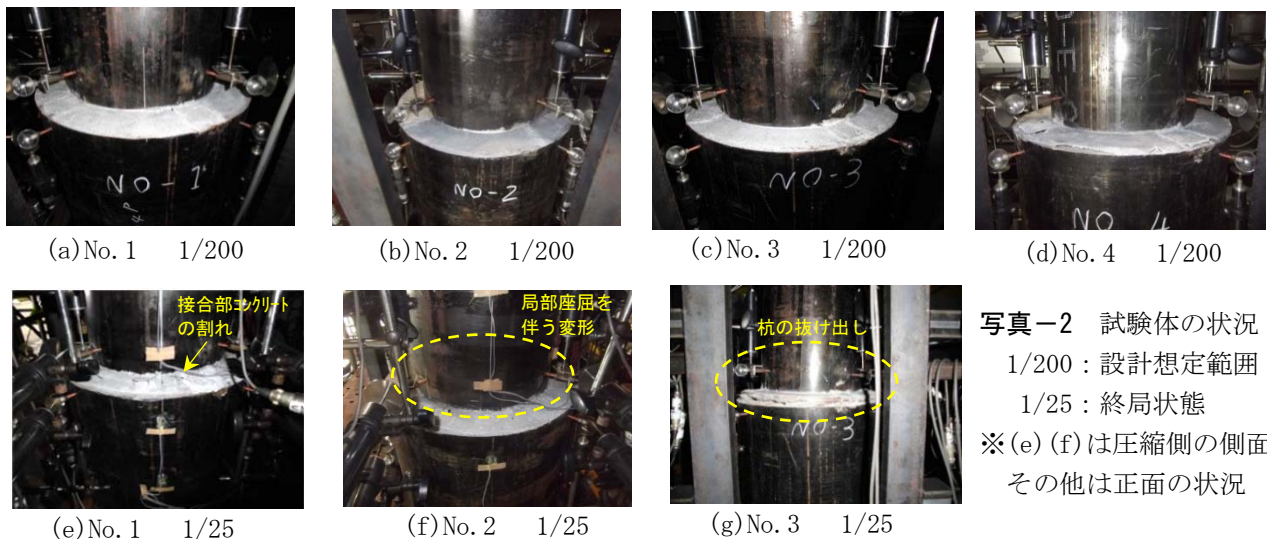 NO-1
NO-2
NO-3
NO 4
(a)No.1 1/200
(b)No.2 1/200
(c)No.3 1/200
(d)No.4 1/200
接合部コンクリート
の割れ
局部座屈を
伴う変形
杭の抜け出し
NO-3
(e)No.1 1/25
(f)No.2 1/25
(g)No.3 1/25
写真－2 試験体の状況
1/200：設計想定範囲
1/25：終局状態
※(e)(f)は圧縮側の側面
その他は正面の状況